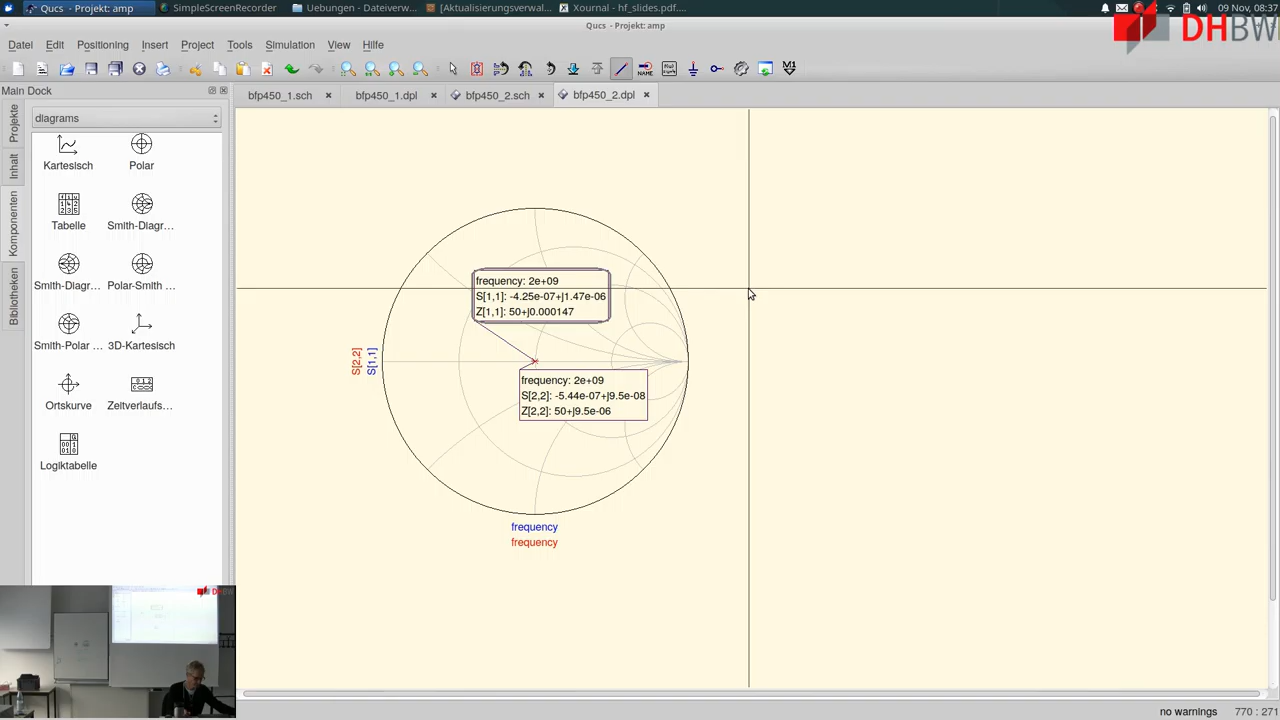 Qucs - Projekt: amp
SimpleScreenRecorder
Uebungen - Dateiverw...
[Aktualisierungsverwal...
Xournal - hf_slides.pdf....
09 Nov, 08:37
Qucs - Projekt: amp
DHBW
Datei Edit Positioning Insert Projekt Tools Simulation View Hilfe
NAME
M1
Main Dock
bfp450_1.sch
bfp450_1.dpl
bfp450_2.sch
bfp450_2.dpl
Projekte
Inhalt
Komponenten
Bibliotheken
diagrams
Kartesisch
Polar
Tabelle
Smith-Diagr...
Smith-Diagr...
Polar-Smith ...
Smith-Polar ...
3D-Kartesisch
Ortskurve
Zeitverlaufs...
Logiktabelle
frequency: 2e+09
S[1,1]: -4.25e-07+j1.47e-06
Z[1,1]: 50+j0.000147
S[2,2]
S[1,1]
frequency: 2e+09
S[2,2]: -5.44e-07+j9.5e-08
Z[2,2]: 50+j9.5e-06
frequency
frequency
DHBW
no warnings
770 : 271